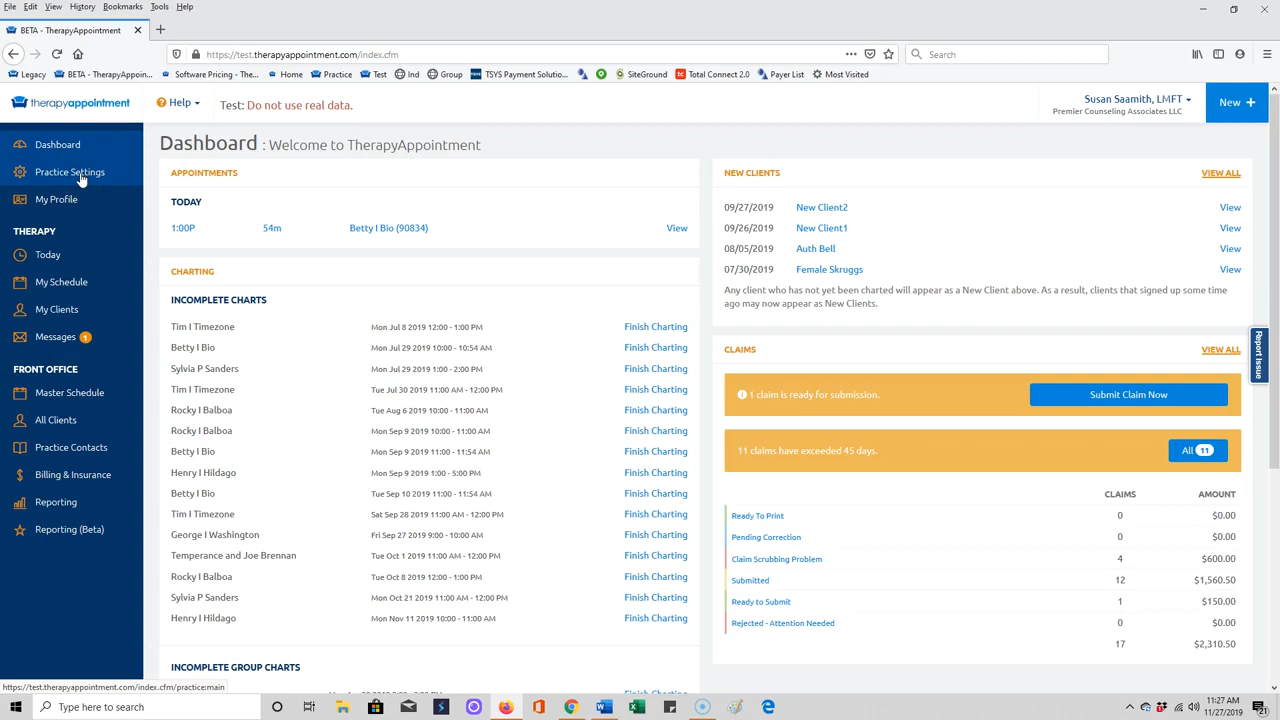 File Edit View History Bookmarks Tools Help
BETA - TherapyAppointment
https://test.therapyappointment.com/index.cfm
Search
Legacy BETA - TherapyAppoin... Software Pricing - The... Home Practice Test Ind Group TSYS Payment Solutio... SiteGround Total Connect 2.0 Payer List Most Visited
therapyappointment
Help
Test: Do not use real data.
Susan Saamith, LMFT
Premier Counseling Associates LLC
New +
Dashboard
Practice Settings
My Profile
THERAPY
Today
My Schedule
My Clients
Messages 1
FRONT OFFICE
Master Schedule
All Clients
Practice Contacts
Billing & Insurance
Reporting
Reporting (Beta)
Dashboard : Welcome to TherapyAppointment
APPOINTMENTS
TODAY
1:00P 54m Betty I Bio (90834) View
CHARTING
INCOMPLETE CHARTS
Tim I Timezone Mon Jul 8 2019 12:00 - 1:00 PM Finish Charting
Betty I Bio Mon Jul 29 2019 10:00 - 10:54 AM Finish Charting
Sylvia P Sanders Mon Jul 29 2019 1:00 - 2:00 PM Finish Charting
Tim I Timezone Tue Jul 30 2019 11:00 AM - 12:00 PM Finish Charting
Rocky I Balboa Tue Aug 6 2019 10:00 - 11:00 AM Finish Charting
Rocky I Balboa Mon Sep 9 2019 10:00 - 11:00 AM Finish Charting
Betty I Bio Mon Sep 9 2019 11:00 - 11:54 AM Finish Charting
Henry I Hildago Mon Sep 9 2019 1:00 - 5:00 PM Finish Charting
Betty I Bio Tue Sep 10 2019 11:00 - 11:54 AM Finish Charting
Tim I Timezone Sat Sep 28 2019 11:00 AM - 12:00 PM Finish Charting
George I Washington Fri Sep 27 2019 9:00 - 10:00 AM Finish Charting
Temperance and Joe Brennan Tue Oct 1 2019 11:00 AM - 12:00 PM Finish Charting
Rocky I Balboa Tue Oct 8 2019 12:00 - 1:00 PM Finish Charting
Sylvia P Sanders Mon Oct 21 2019 11:00 AM - 12:00 PM Finish Charting
Henry I Hildago Mon Nov 11 2019 10:00 - 11:00 AM Finish Charting
INCOMPLETE GROUP CHARTS
NEW CLIENTS VIEW ALL
09/27/2019 New Client2 View
09/26/2019 New Client1 View
08/05/2019 Auth Bell View
07/30/2019 Female Skruggs View
Any client who has not yet been charted will appear as a New Client above. As a result, clients that signed up some time
ago may now appear as New Clients.
CLAIMS VIEW ALL
1 claim is ready for submission. Submit Claim Now
11 claims have exceeded 45 days. All 11
CLAIMS AMOUNT
Ready To Print 0 $0.00
Pending Correction 0 $0.00
Claim Scrubbing Problem 4 $600.00
Submitted 12 $1,560.50
Ready to Submit 1 $150.00
Rejected - Attention Needed 0 $0.00
17 $2,310.50
Report Issue
https://test.therapyappointment.com/index.cfm/practice:main
Type here to search
11:27 AM
11/27/2019
21